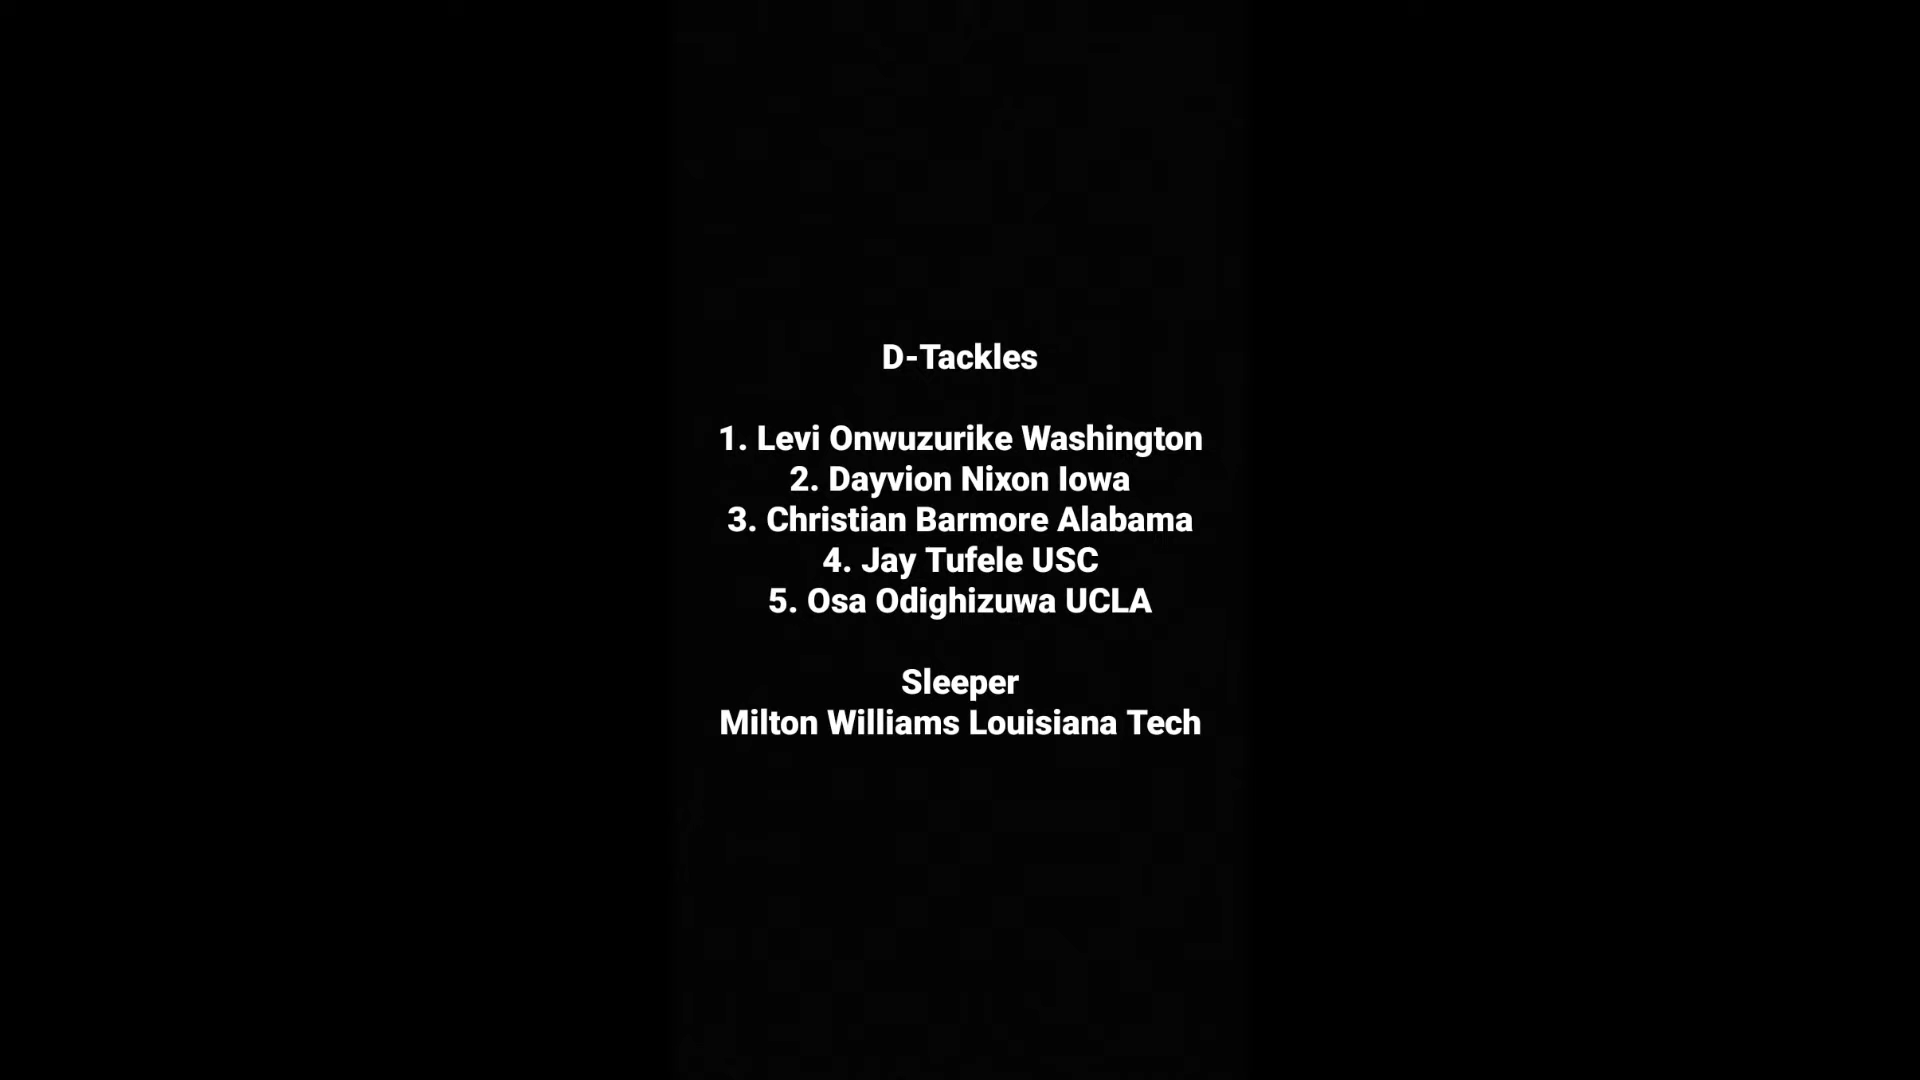 D-Tackles
1. Levi Onwuzurike Washington
2. Dayvion Nixon Iowa
3. Christian Barmore Alabama
4. Jay Tufele USC
5. Osa Odighizuwa UCLA
Sleeper
Milton Williams Louisiana Tech